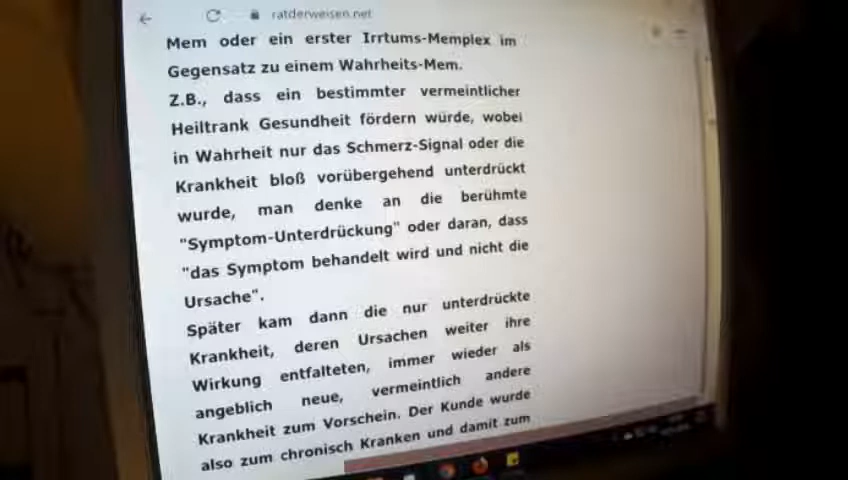 ratderweisen.net
Mem oder ein erster Irrtums-Memplex im
Gegensatz zu einem Wahrheits-Mem.
Z.B., dass ein bestimmter vermeintlicher
Heiltrank Gesundheit fördern würde, wobei
in Wahrheit nur das Schmerz-Signal oder die
Krankheit bloß vorübergehend unterdrückt
wurde, man denke an die berühmte
"Symptom-Unterdrückung" oder daran, dass
"das Symptom behandelt wird und nicht die
Ursache".
Später kam dann die nur unterdrückte
Krankheit, deren Ursachen weiter ihre
Wirkung entfalteten, immer wieder als
angeblich neue, vermeintlich andere
Krankheit zum Vorschein. Der Kunde wurde
also zum chronisch Kranken und damit zum